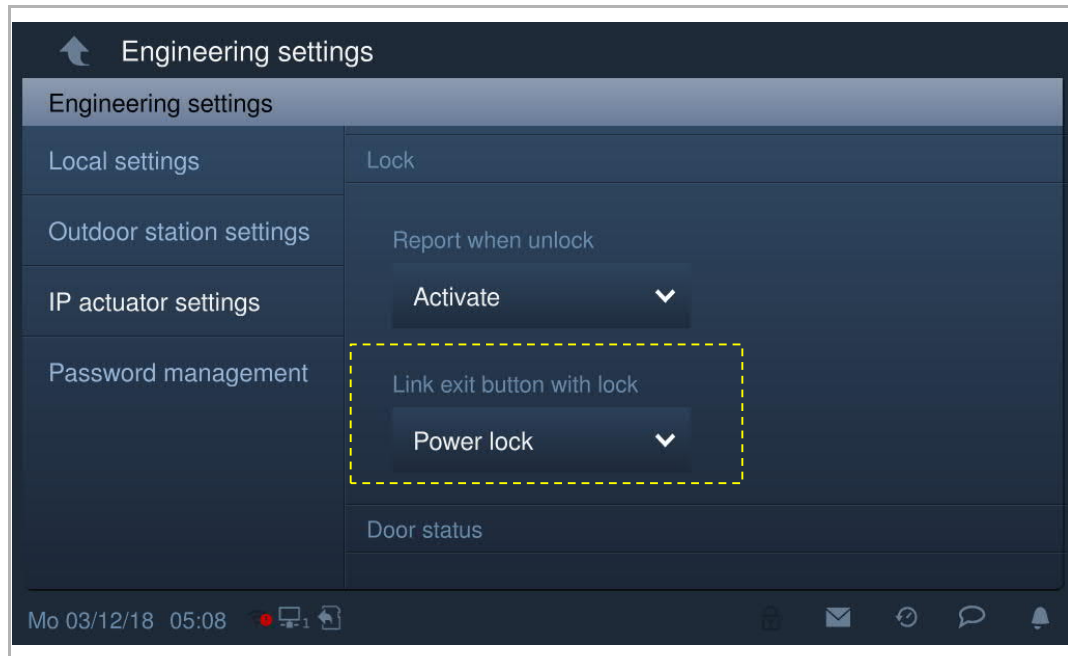 Engineering settings
Engineering settings
Local settings
Outdoor station settings
IP actuator settings
Password management
Lock
Report when unlock
Activate
Link exit button with lock
Power lock
Door status
Mo 03/12/18 05:08
1